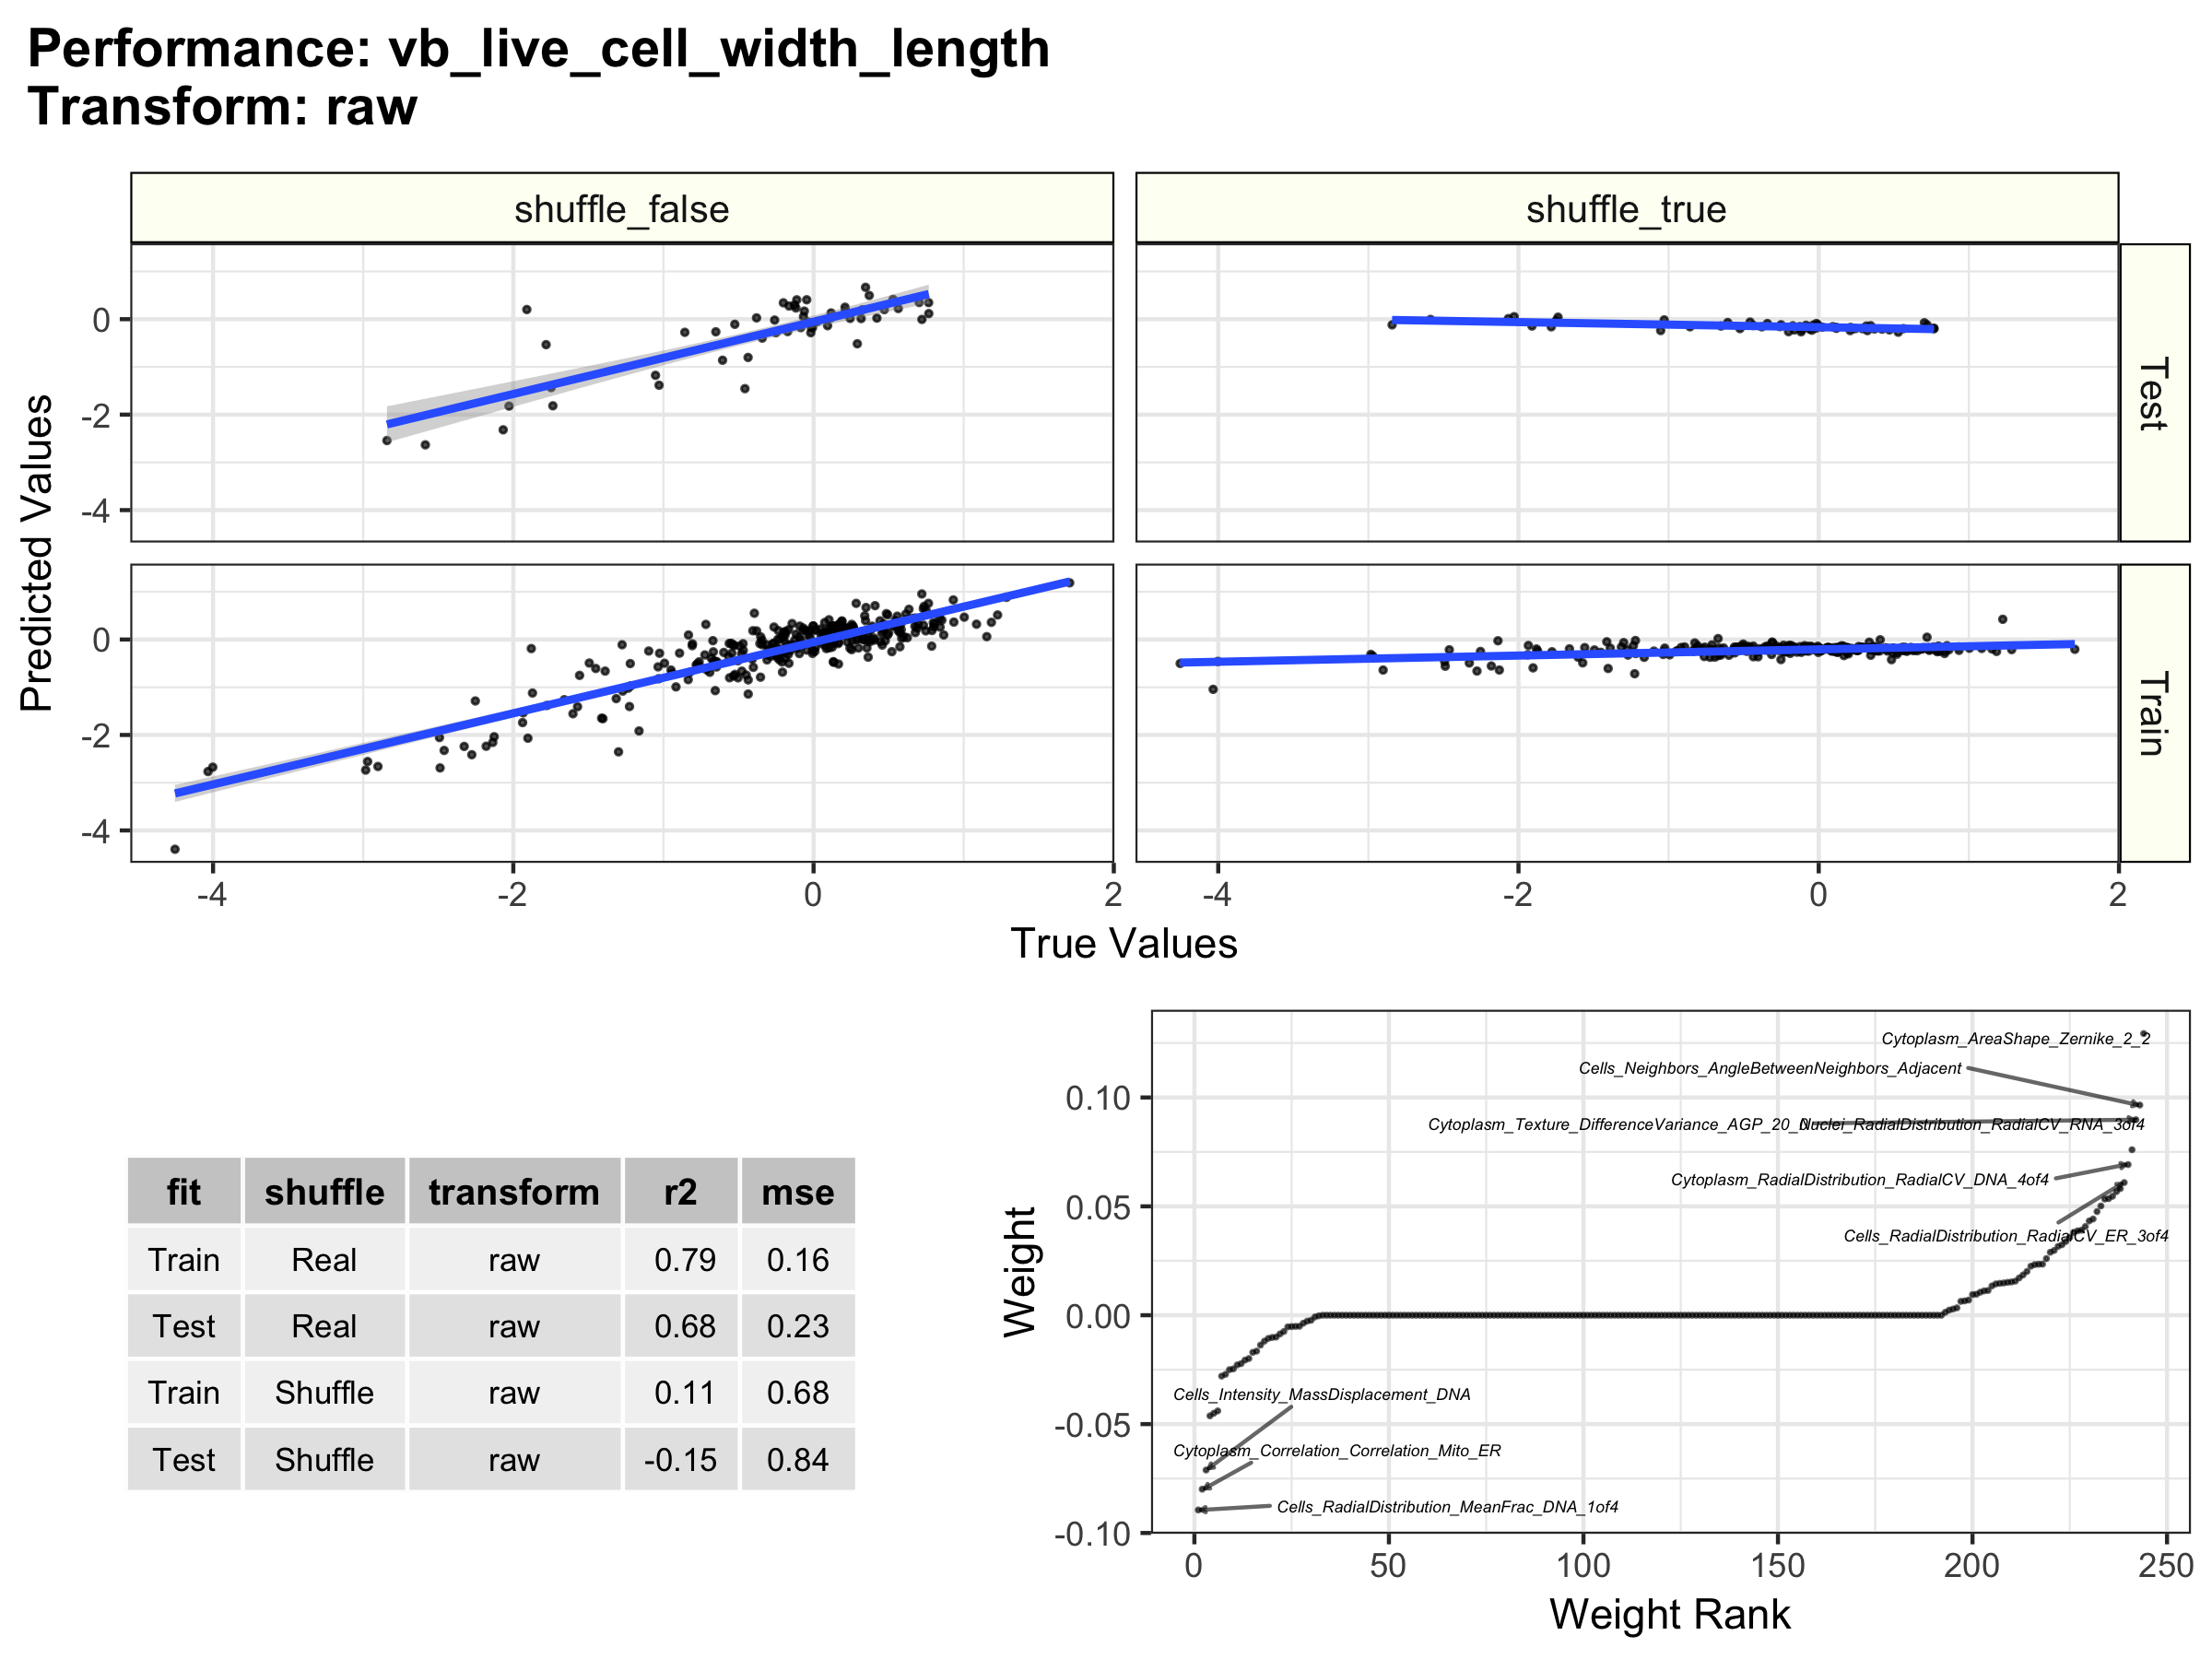 Performance: vb_live_cell_width_length
Transform: raw
shuffle_false
shuffle_true
Test
Train
Predicted Values
0
-2
-4
0
-2
-4
-4
-2
0
2
-4
-2
0
2
True Values
fit shuffle transform r2 mse
Train Real raw 0.79 0.16
Test Real raw 0.68 0.23
Train Shuffle raw 0.11 0.68
Test Shuffle raw -0.15 0.84
Weight
0.10
0.05
0.00
-0.05
-0.10
Cytoplasm_AreaShape_Zernike_2_2
Cells_Neighbors_AngleBetweenNeighbors_Adjacent
Cytoplasm_Texture_DifferenceVariance_AGP_20_0
Nuclei_RadialDistribution_RadialCV_RNA_3of4
Cytoplasm_RadialDistribution_RadialCV_DNA_4of4
Cells_RadialDistribution_RadialCV_ER_3of4
Cells_Intensity_MassDisplacement_DNA
Cytoplasm_Correlation_Correlation_Mito_ER
Cells_RadialDistribution_MeanFrac_DNA_1of4
0
50
100
150
200
250
Weight Rank